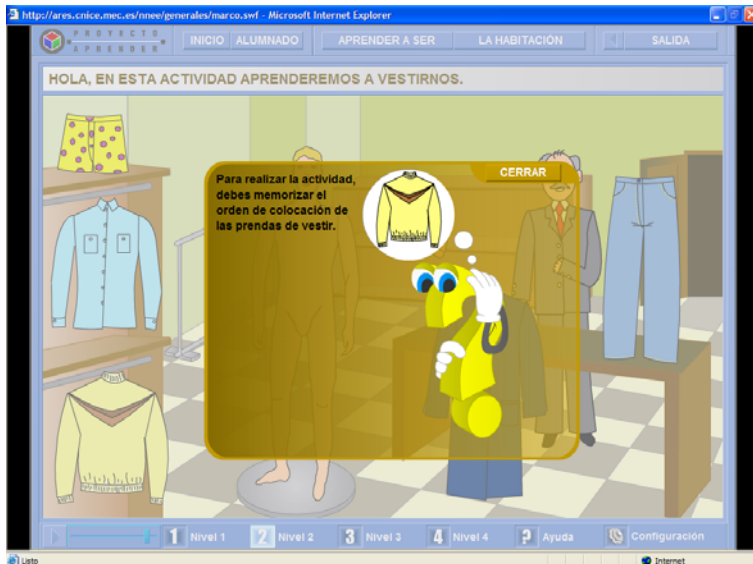 http://ares.cnice.mec.es/nnee/generales/marco.swf - Microsoft Internet Explorer
PROYECTO
APRENDER
INICIO ALUMNADO APRENDER A SER LA HABITACIÓN SALIDA
HOLA, EN ESTA ACTIVIDAD APRENDEREMOS A VESTIRNOS.
CERRAR
Para realizar la actividad,
debes memorizar el
orden de colocación de
las prendas de vestir.
1 Nivel 1 2 Nivel 2 3 Nivel 3 4 Nivel 4 ? Ayuda Configuración
Listo Internet